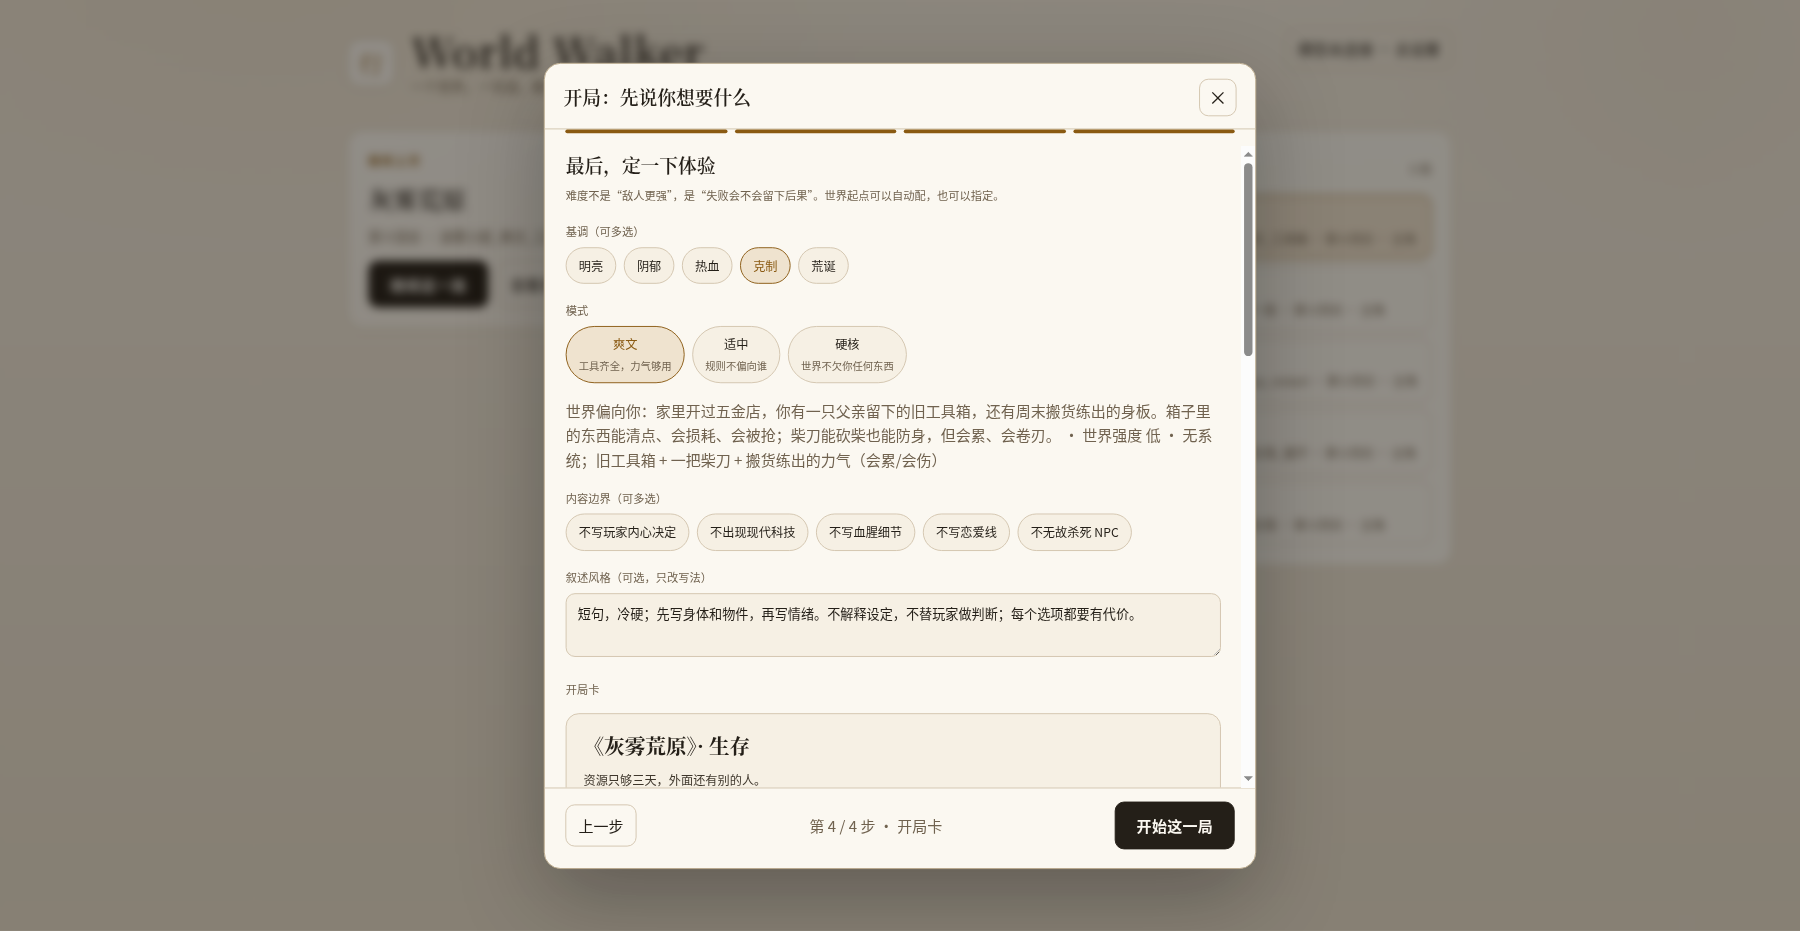 World Walker
开局：先说你想要什么
最后，定一下体验
难度不是“敌人更强”，是“失败会不会留下后果”。世界起点可以自动配，也可以指定。
基调（可多选）
明亮
阴郁
热血
克制
荒诞
模式
爽文
工具齐全，力气够用
适中
规则不偏向谁
硬核
世界不欠你任何东西
世界偏向你：家里开过五金店，你有一只父亲留下的旧工具箱，还有周末搬货练出的身板。箱子里
的东西能清点、会损耗、会被抢；柴刀能砍柴也能防身，但会累、会卷刃。 · 世界强度 低 · 无系
统；旧工具箱 + 一把柴刀 + 搬货练出的力气（会累/会伤）
内容边界（可多选）
不写玩家内心决定
不出现现代科技
不写血腥细节
不写恋爱线
不无故杀死 NPC
叙述风格（可选，只改写法）
短句，冷硬；先写身体和物件，再写情绪。不解释设定，不替玩家做判断；每个选项都要有代价。
开局卡
《灰雾荒原》· 生存
资源只够三天，外面还有别的人。
上一步
第 4 / 4 步 · 开局卡
开始这一局